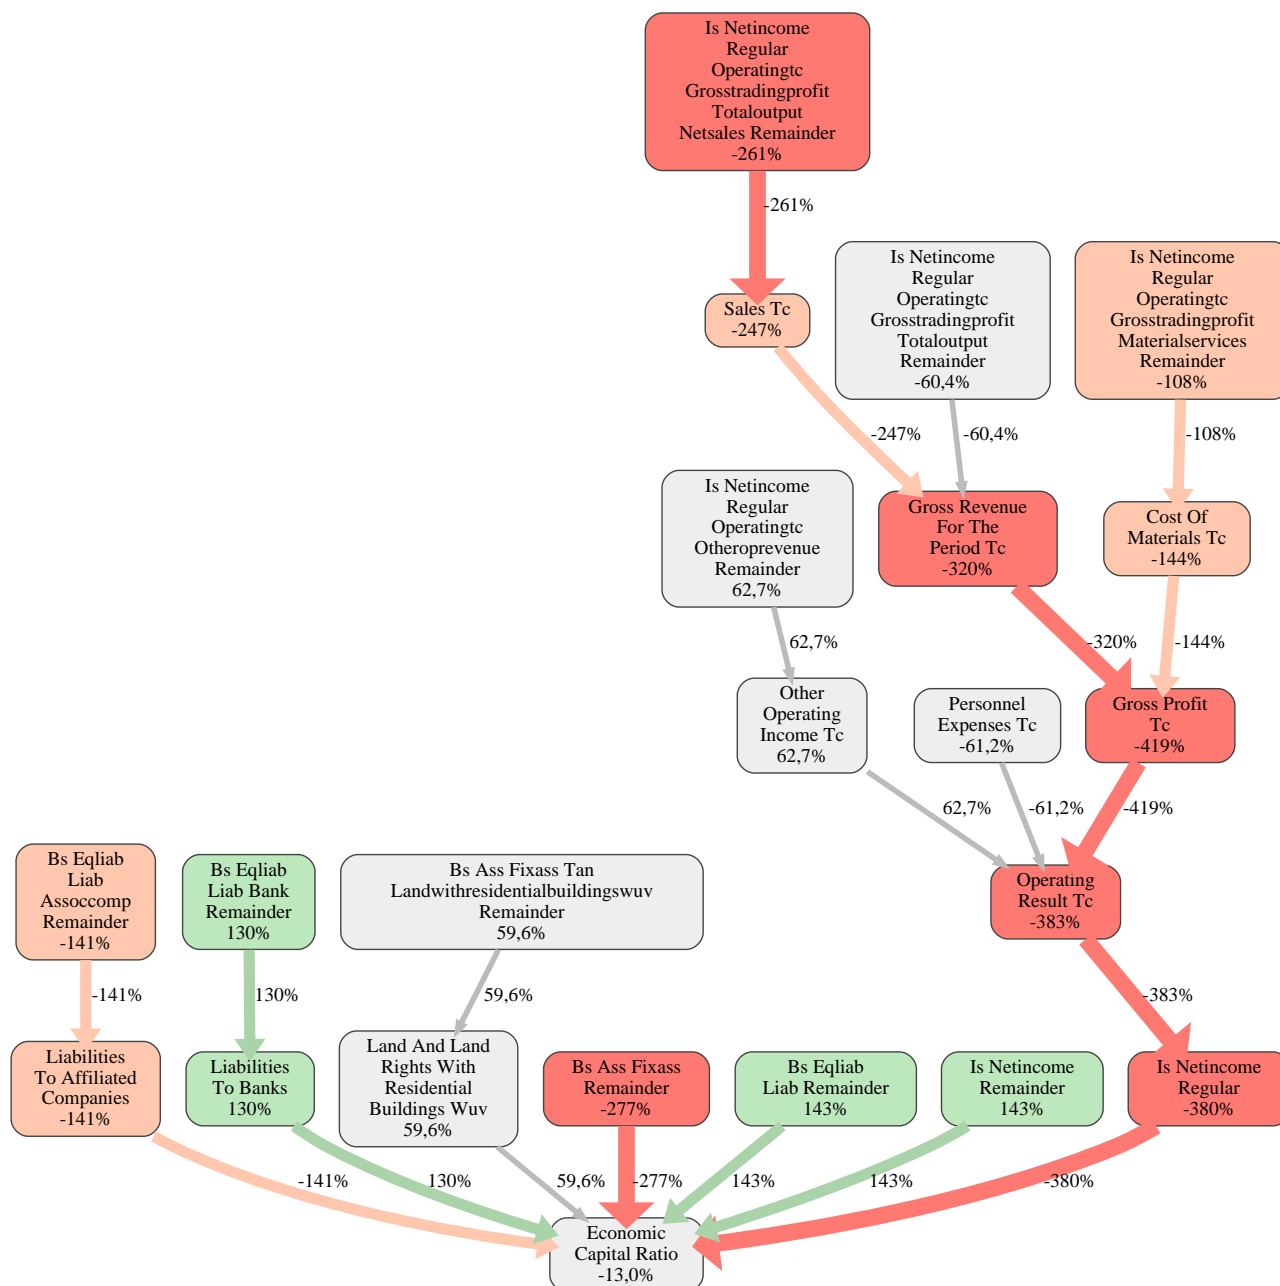 Is Netincome
Regular
Operatingtc
Grosstradingprofit
Totaloutput
Netsales Remainder
-261%
-261%
Sales Tc
-247%
Is Netincome
Regular
Operatingtc
Grosstradingprofit
Totaloutput
Remainder
-60,4%
Is Netincome
Regular
Operatingtc
Grosstradingprofit
Materialservices
Remainder
-108%
-247%
-60,4%
-108%
Is Netincome
Regular
Operatingtc
Otheroprevenue
Remainder
62,7%
Gross Revenue
For The
Period Tc
-320%
Cost Of
Materials Tc
-144%
62,7%
-320%
-144%
Other
Operating
Income Tc
62,7%
Personnel
Expenses Tc
-61,2%
Gross Profit
Tc
-419%
62,7%
-61,2%
-419%
Bs Eqliab
Liab
Assoccomp
Remainder
-141%
Bs Eqliab
Liab Bank
Remainder
130%
Bs Ass Fixass Tan
Landwithresidentialbuildingswuv
Remainder
59,6%
Operating
Result Tc
-383%
-141%
130%
59,6%
-383%
Liabilities
To Affiliated
Companies
-141%
Liabilities
To Banks
130%
Land And Land
Rights With
Residential
Buildings Wuv
59,6%
Bs Ass Fixass
Remainder
-277%
Bs Eqliab
Liab Remainder
143%
Is Netincome
Remainder
143%
Is Netincome
Regular
-380%
-141%
130%
59,6%
-277%
143%
143%
-380%
Economic
Capital Ratio
-13,0%